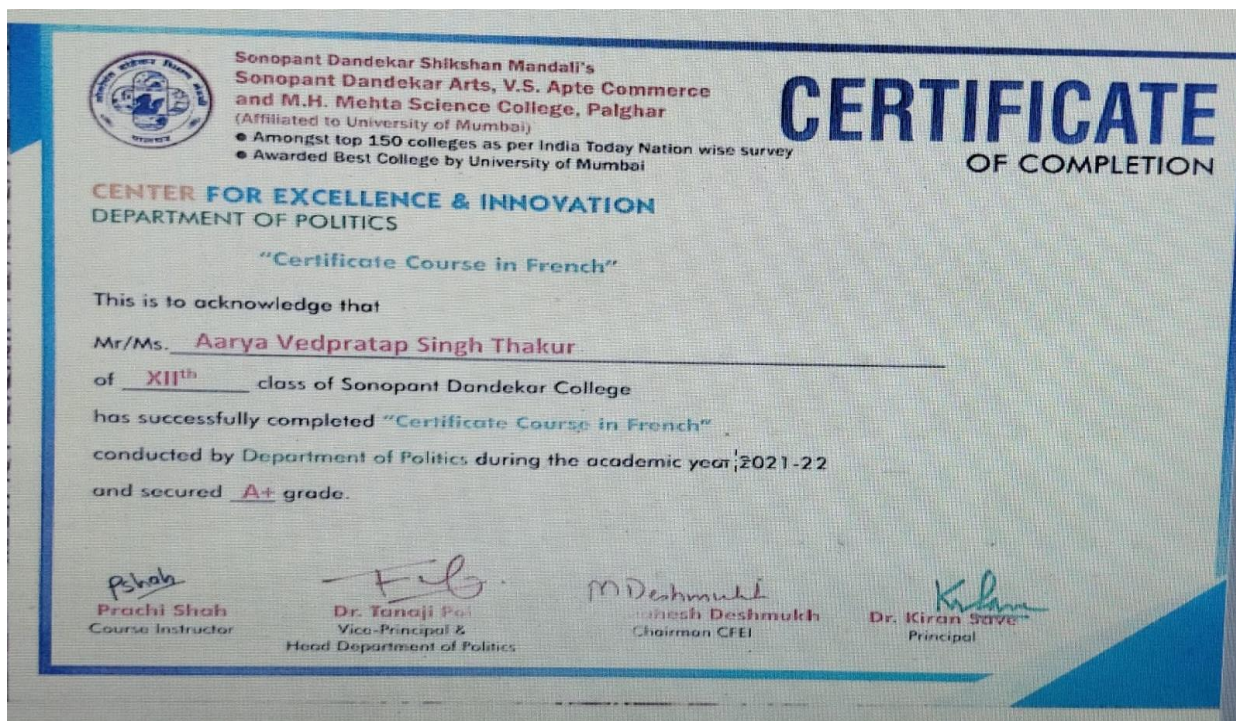 Sonopant Dandekar Shikshan Mandali's
Sonopant Dandekar Arts, V.S. Apte Commerce
and M.H. Mehta Science College, Palghar
(Affiliated to University of Mumbai)
● Amongst top 150 colleges as per India Today Nation wise survey
● Awarded Best College by University of Mumbai
CERTIFICATE
OF COMPLETION
CENTER FOR EXCELLENCE & INNOVATION
DEPARTMENT OF POLITICS
"Certificate Course in French"
This is to acknowledge that
Mr/Ms. Aarya Vedpratap Singh Thakur
of XIIth class of Sonopant Dandekar College
has successfully completed "Certificate Course in French" .
conducted by Department of Politics during the academic year 2021-22
and secured A+ grade.
PShah
MDeshmukh
Prachi Shah
Dr. Tanaji
Deshmukh
Dr. Kiran Save
Course Instructor
Vice-Principal &
Chairman CFEI
Principal
Head Department of Politics